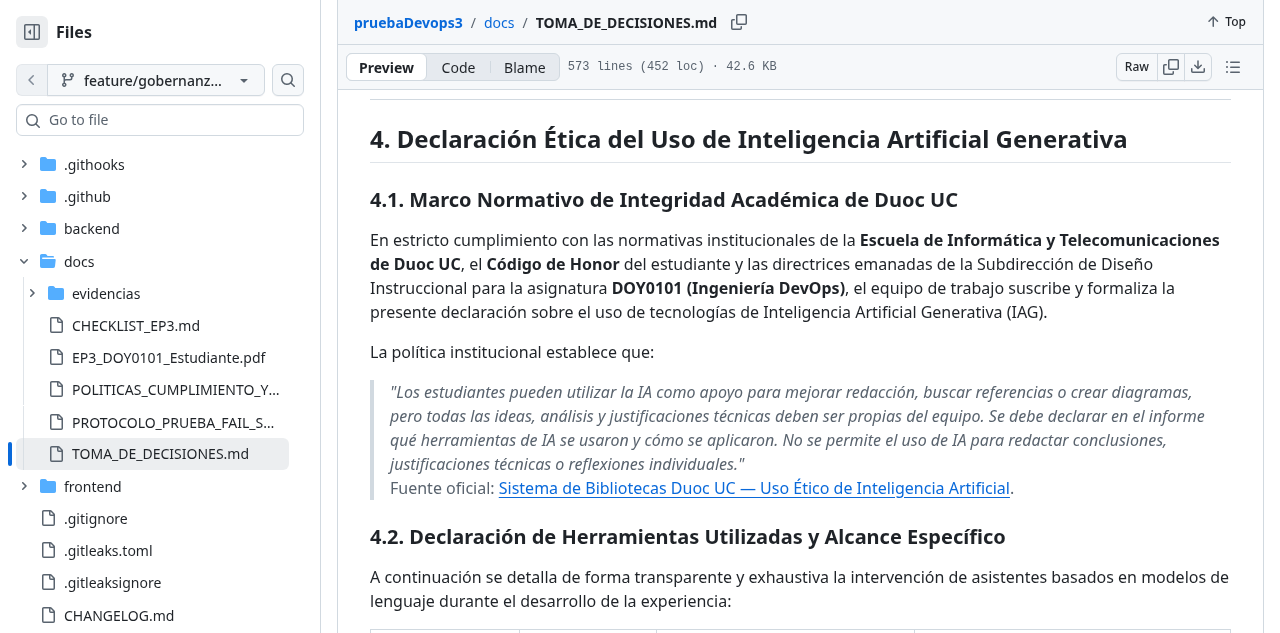 Files
feature/gobernanz...
Go to file
.githooks
.github
backend
docs
evidencias
CHECKLIST_EP3.md
EP3_DOY0101_Estudiante.pdf
POLITICAS_CUMPLIMIENTO_Y...
PROTOCOLO_PRUEBA_FAIL_S...
TOMA_DE_DECISIONES.md
frontend
.gitignore
.gitleaks.toml
.gitleaksignore
CHANGELOG.md
pruebaDevops3 / docs / TOMA_DE_DECISIONES.md
Top
Preview Code Blame 573 lines (452 loc) · 42.6 KB
Raw
4. Declaración Ética del Uso de Inteligencia Artificial Generativa
4.1. Marco Normativo de Integridad Académica de Duoc UC
En estricto cumplimiento con las normativas institucionales de la Escuela de Informática y Telecomunicaciones
de Duoc UC, el Código de Honor del estudiante y las directrices emanadas de la Subdirección de Diseño
Instruccional para la asignatura DOY0101 (Ingeniería DevOps), el equipo de trabajo suscribe y formaliza la
presente declaración sobre el uso de tecnologías de Inteligencia Artificial Generativa (IAG).
La política institucional establece que:
"Los estudiantes pueden utilizar la IA como apoyo para mejorar redacción, buscar referencias o crear diagramas,
pero todas las ideas, análisis y justificaciones técnicas deben ser propias del equipo. Se debe declarar en el informe
qué herramientas de IA se usaron y cómo se aplicaron. No se permite el uso de IA para redactar conclusiones,
justificaciones técnicas o reflexiones individuales."
Fuente oficial: Sistema de Bibliotecas Duoc UC — Uso Ético de Inteligencia Artificial.
4.2. Declaración de Herramientas Utilizadas y Alcance Específico
A continuación se detalla de forma transparente y exhaustiva la intervención de asistentes basados en modelos de
lenguaje durante el desarrollo de la experiencia: